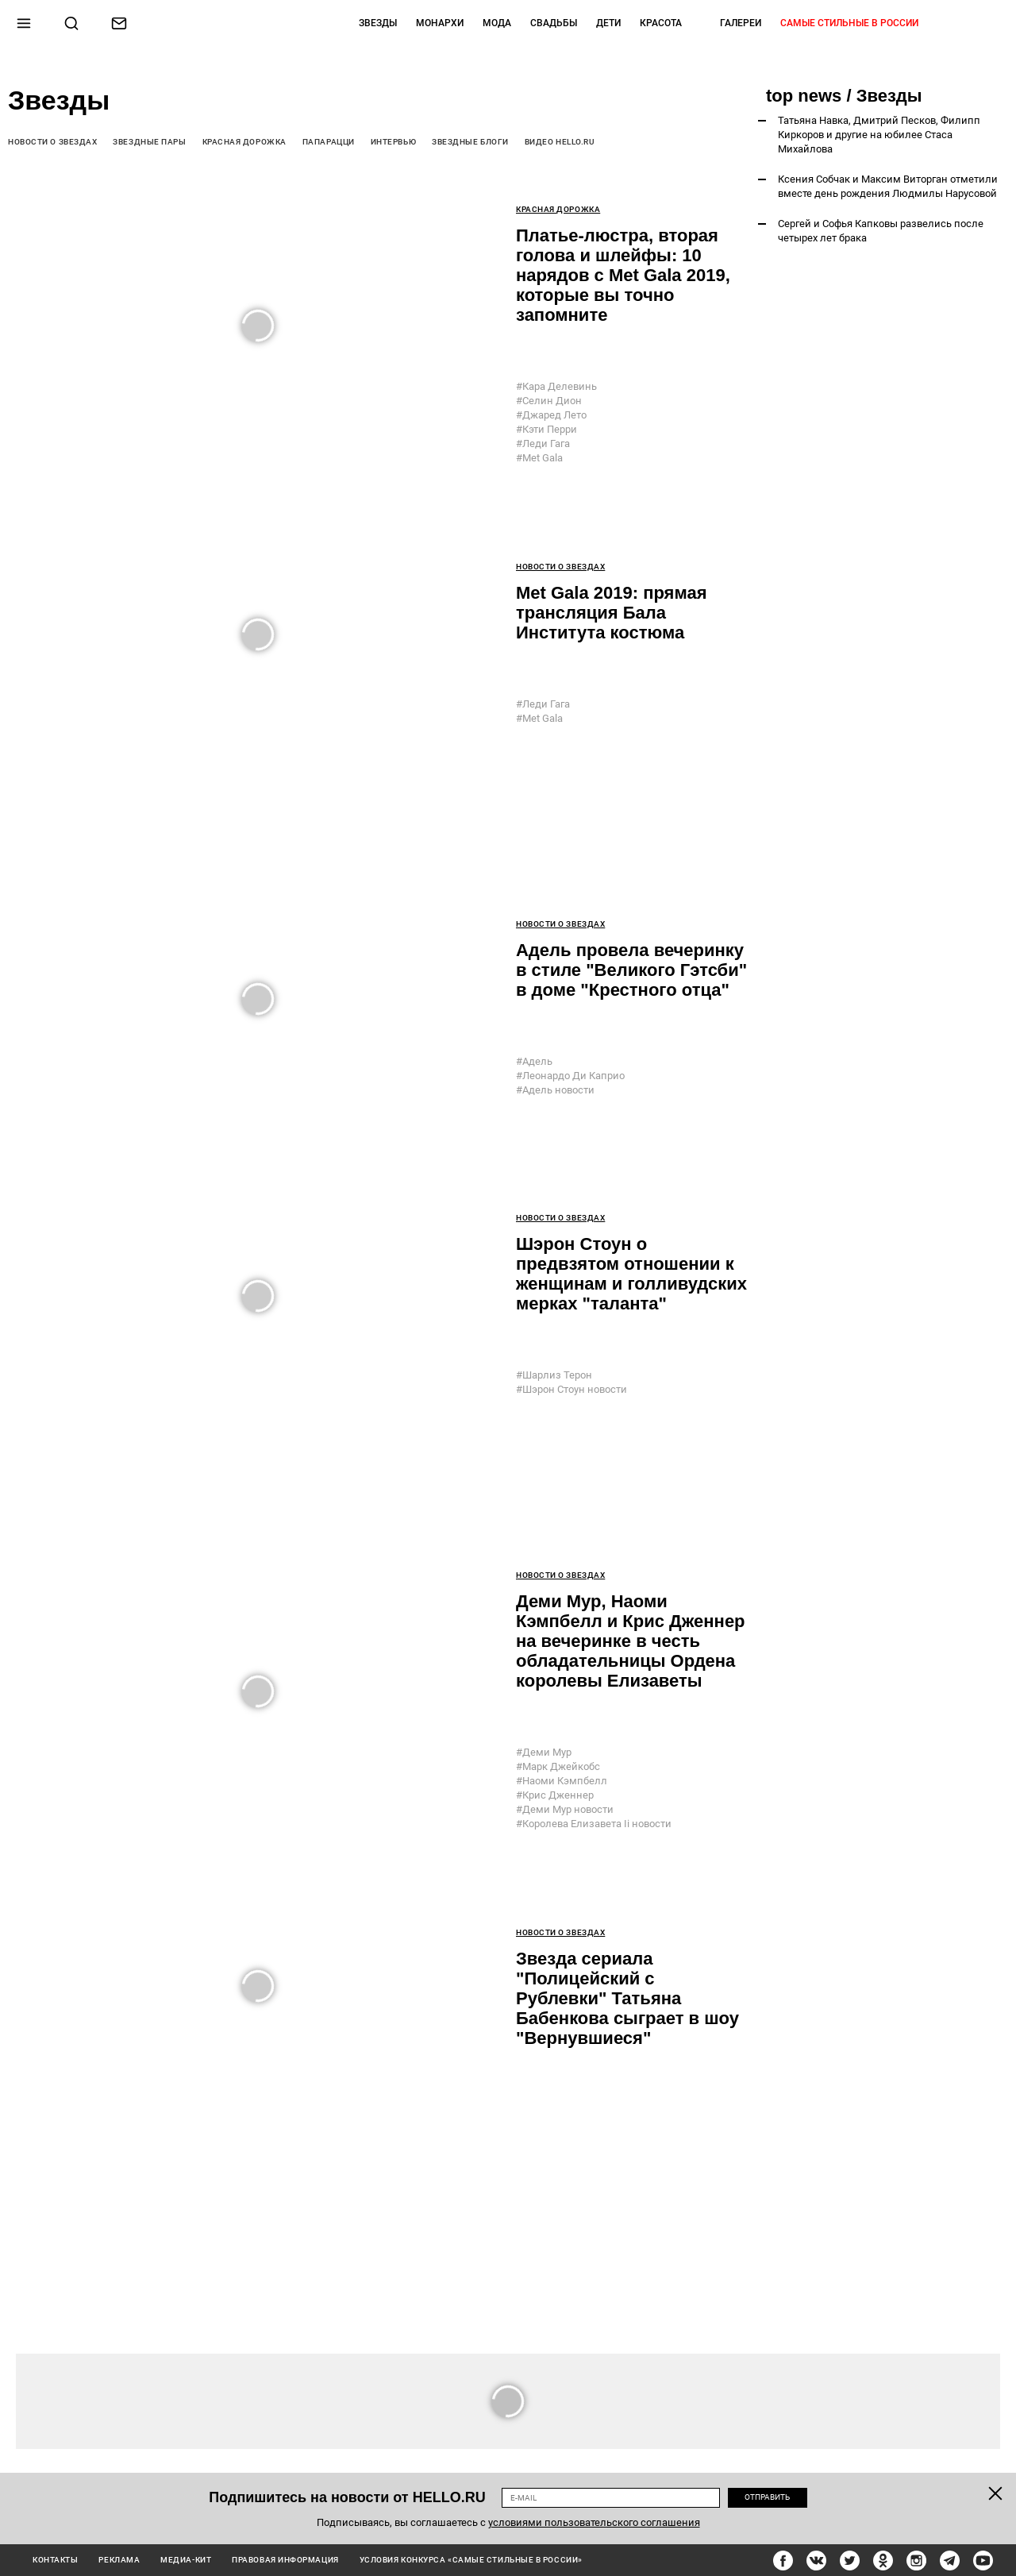 ЗВЕЗДЫ МОНАРХИ МОДА СВАДЬБЫ ДЕТИ КРАСОТА ГАЛЕРЕИ САМЫЕ СТИЛЬНЫЕ В РОССИИ
Звезды
НОВОСТИ О ЗВЕЗДАХ ЗВЕЗДНЫЕ ПАРЫ КРАСНАЯ ДОРОЖКА ПАПАРАЦЦИ ИНТЕРВЬЮ ЗВЁЗДНЫЕ БЛОГИ ВИДЕО HELLO.RU
top news / Звезды
Татьяна Навка, Дмитрий Песков, Филипп
Киркоров и другие на юбилее Стаса
Михайлова
Ксения Собчак и Максим Виторган отметили
вместе день рождения Людмилы Нарусовой
Сергей и Софья Капковы развелись после
четырех лет брака
КРАСНАЯ ДОРОЖКА
Платье-люстра, вторая
голова и шлейфы: 10
нарядов с Met Gala 2019,
которые вы точно
запомните
#Кара Делевинь
#Селин Дион
#Джаред Лето
#Кэти Перри
#Леди Гага
#Met Gala
НОВОСТИ О ЗВЕЗДАХ
Met Gala 2019: прямая
трансляция Бала
Института костюма
#Леди Гага
#Met Gala
НОВОСТИ О ЗВЕЗДАХ
Адель провела вечеринку
в стиле "Великого Гэтсби"
в доме "Крестного отца"
#Адель
#Леонардо Ди Каприо
#Адель новости
НОВОСТИ О ЗВЕЗДАХ
Шэрон Стоун о
предвзятом отношении к
женщинам и голливудских
мерках "таланта"
#Шарлиз Терон
#Шэрон Стоун новости
НОВОСТИ О ЗВЕЗДАХ
Деми Мур, Наоми
Кэмпбелл и Крис Дженнер
на вечеринке в честь
обладательницы Ордена
королевы Елизаветы
#Деми Мур
#Марк Джейкобс
#Наоми Кэмпбелл
#Крис Дженнер
#Деми Мур новости
#Королева Елизавета Ii новости
НОВОСТИ О ЗВЕЗДАХ
Звезда сериала
"Полицейский с
Рублевки" Татьяна
Бабенкова сыграет в шоу
"Вернувшиеся"
Подпишитесь на новости от HELLO.RU E-MAIL ОТПРАВИТЬ
Подписываясь, вы соглашаетесь с условиями пользовательского соглашения
КОНТАКТЫ РЕКЛАМА МЕДИА-КИТ ПРАВОВАЯ ИНФОРМАЦИЯ УСЛОВИЯ КОНКУРСА «САМЫЕ СТИЛЬНЫЕ В РОССИИ»